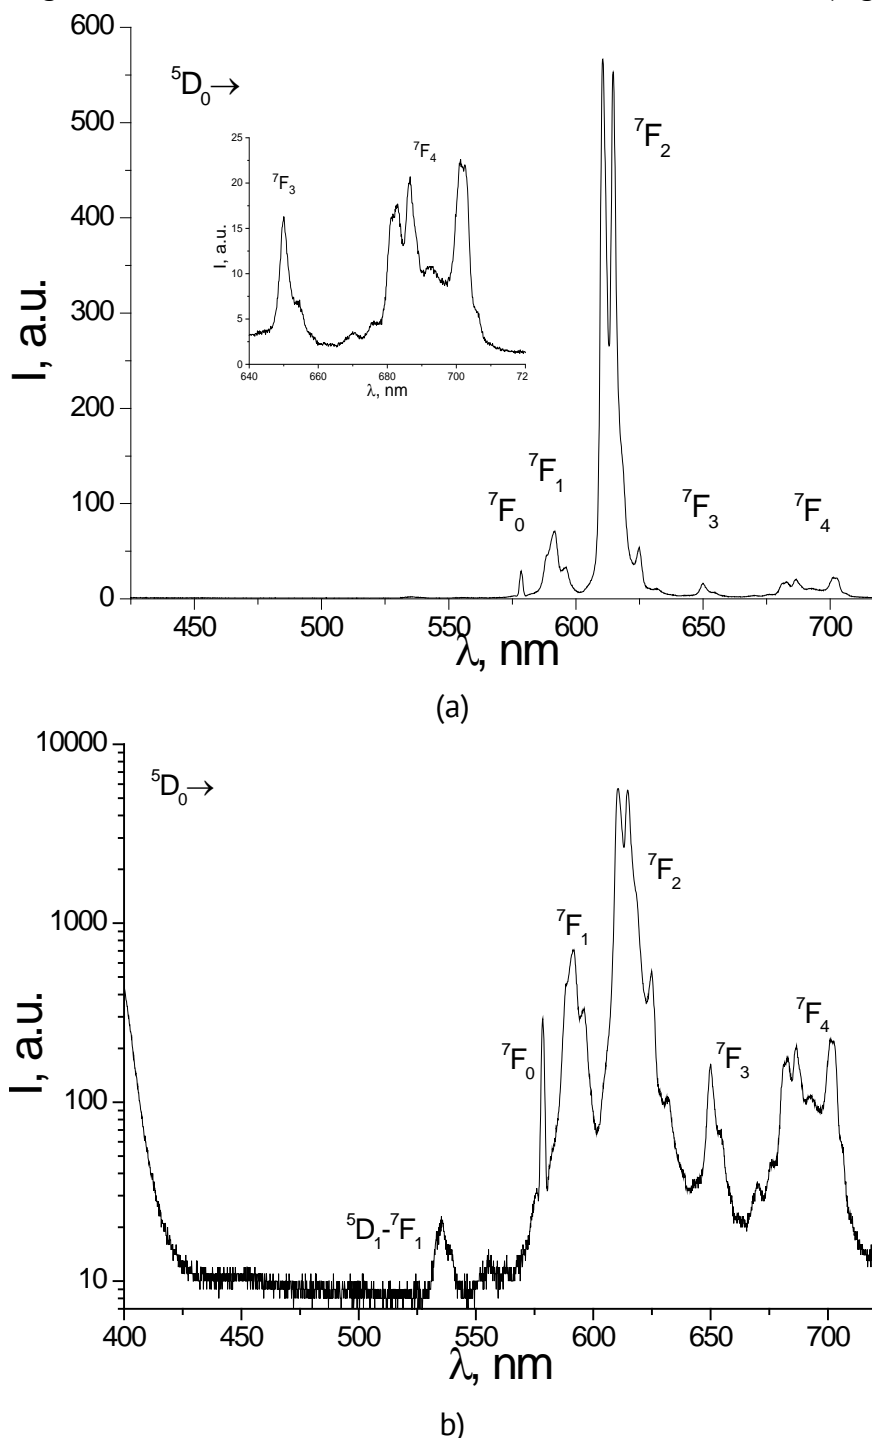 600
500
400
300
200
100
0
I, a.u.
⁵D₀→
⁷F₀
⁷F₁
⁷F₂
⁷F₃
⁷F₄
450 500 550 600 650 700
λ, nm
25
20
15
10
5
0
I, a.u.
⁷F₃
⁷F₄
640 660 680 700 72
λ, nm
(a)
10000
1000
100
10
I, a.u.
⁵D₀→
⁵D₁-⁷F₁
⁷F₀
⁷F₁
⁷F₂
⁷F₃
⁷F₄
400 450 500 550 600 650 700
λ, nm
b)